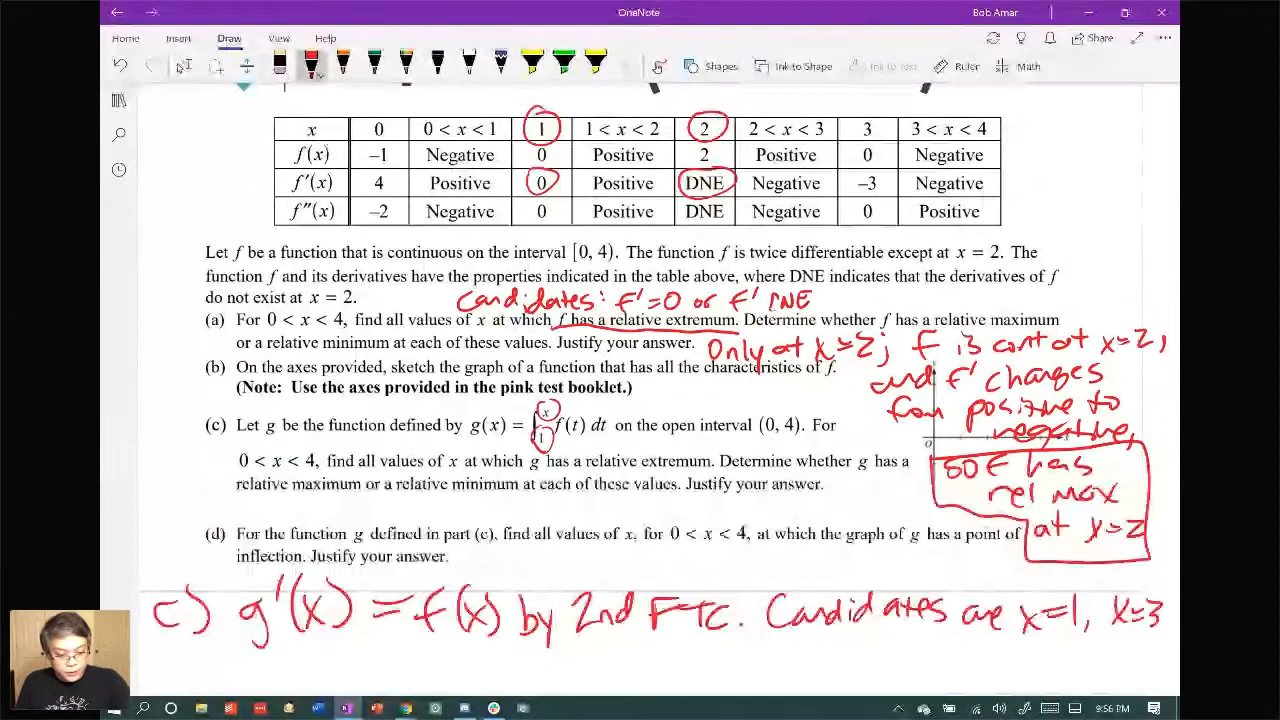 OneNote
Bob Amar
Home Insert Draw View Help
Share
Shapes Ink to Shape Ink to Text Ruler Math
x 0 0 < x < 1 1 1 < x < 2 2 2 < x < 3 3 3 < x < 4
f(x) –1 Negative 0 Positive 2 Positive 0 Negative
f′(x) 4 Positive 0 Positive DNE Negative –3 Negative
f″(x) –2 Negative 0 Positive DNE Negative 0 Positive
Let f be a function that is continuous on the interval [0, 4). The function f is twice differentiable except at x = 2. The
function f and its derivatives have the properties indicated in the table above, where DNE indicates that the derivatives of f
do not exist at x = 2.
Candidates: f'=0 or f' DNE
(a) For 0 < x < 4, find all values of x at which f has a relative extremum. Determine whether f has a relative maximum
or a relative minimum at each of these values. Justify your answer.
Only at x=2; f is cont at x=2,
and f' changes
from positive to
negative,
so f has
rel max
at x=2
(b) On the axes provided, sketch the graph of a function that has all the characteristics of f.
(Note: Use the axes provided in the pink test booklet.)
(c) Let g be the function defined by g(x) = ∫₁ˣ f(t) dt on the open interval (0, 4). For
0 < x < 4, find all values of x at which g has a relative extremum. Determine whether g has a
relative maximum or a relative minimum at each of these values. Justify your answer.
O
(d) For the function g defined in part (c), find all values of x, for 0 < x < 4, at which the graph of g has a point of
inflection. Justify your answer.
c) g'(x) = f(x) by 2nd FTC. Candidates are x=1, x=3
9:56 PM